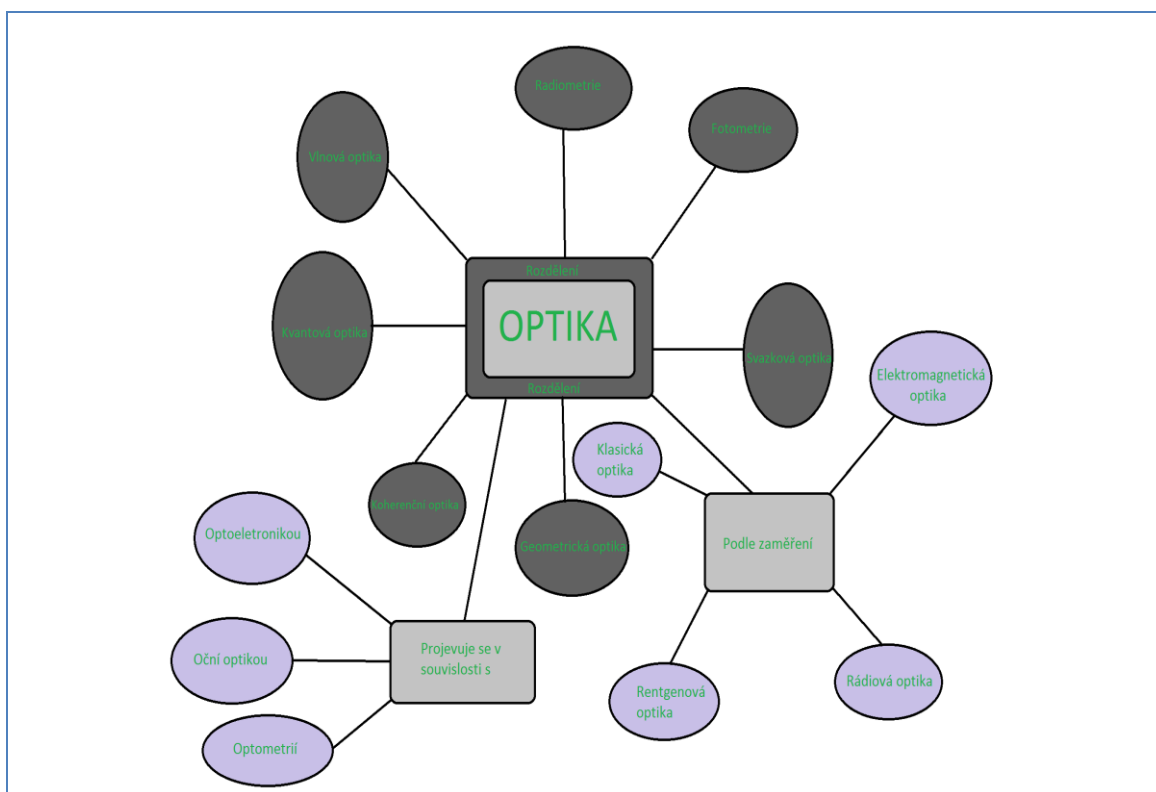 Radiometrie
Fotometrie
Vlnová optika
Rozdělení
OPTIKA
Rozdělení
Kvantová optika
Svazková optika
Elektromagnetická
optika
Klasická
optika
Koherenční optika
Geometrická optika
Podle zaměření
Optoeletronikou
Projevuje se v
souvislosti s
Oční optikou
Optometrií
Rentgenová
optika
Rádiová optika